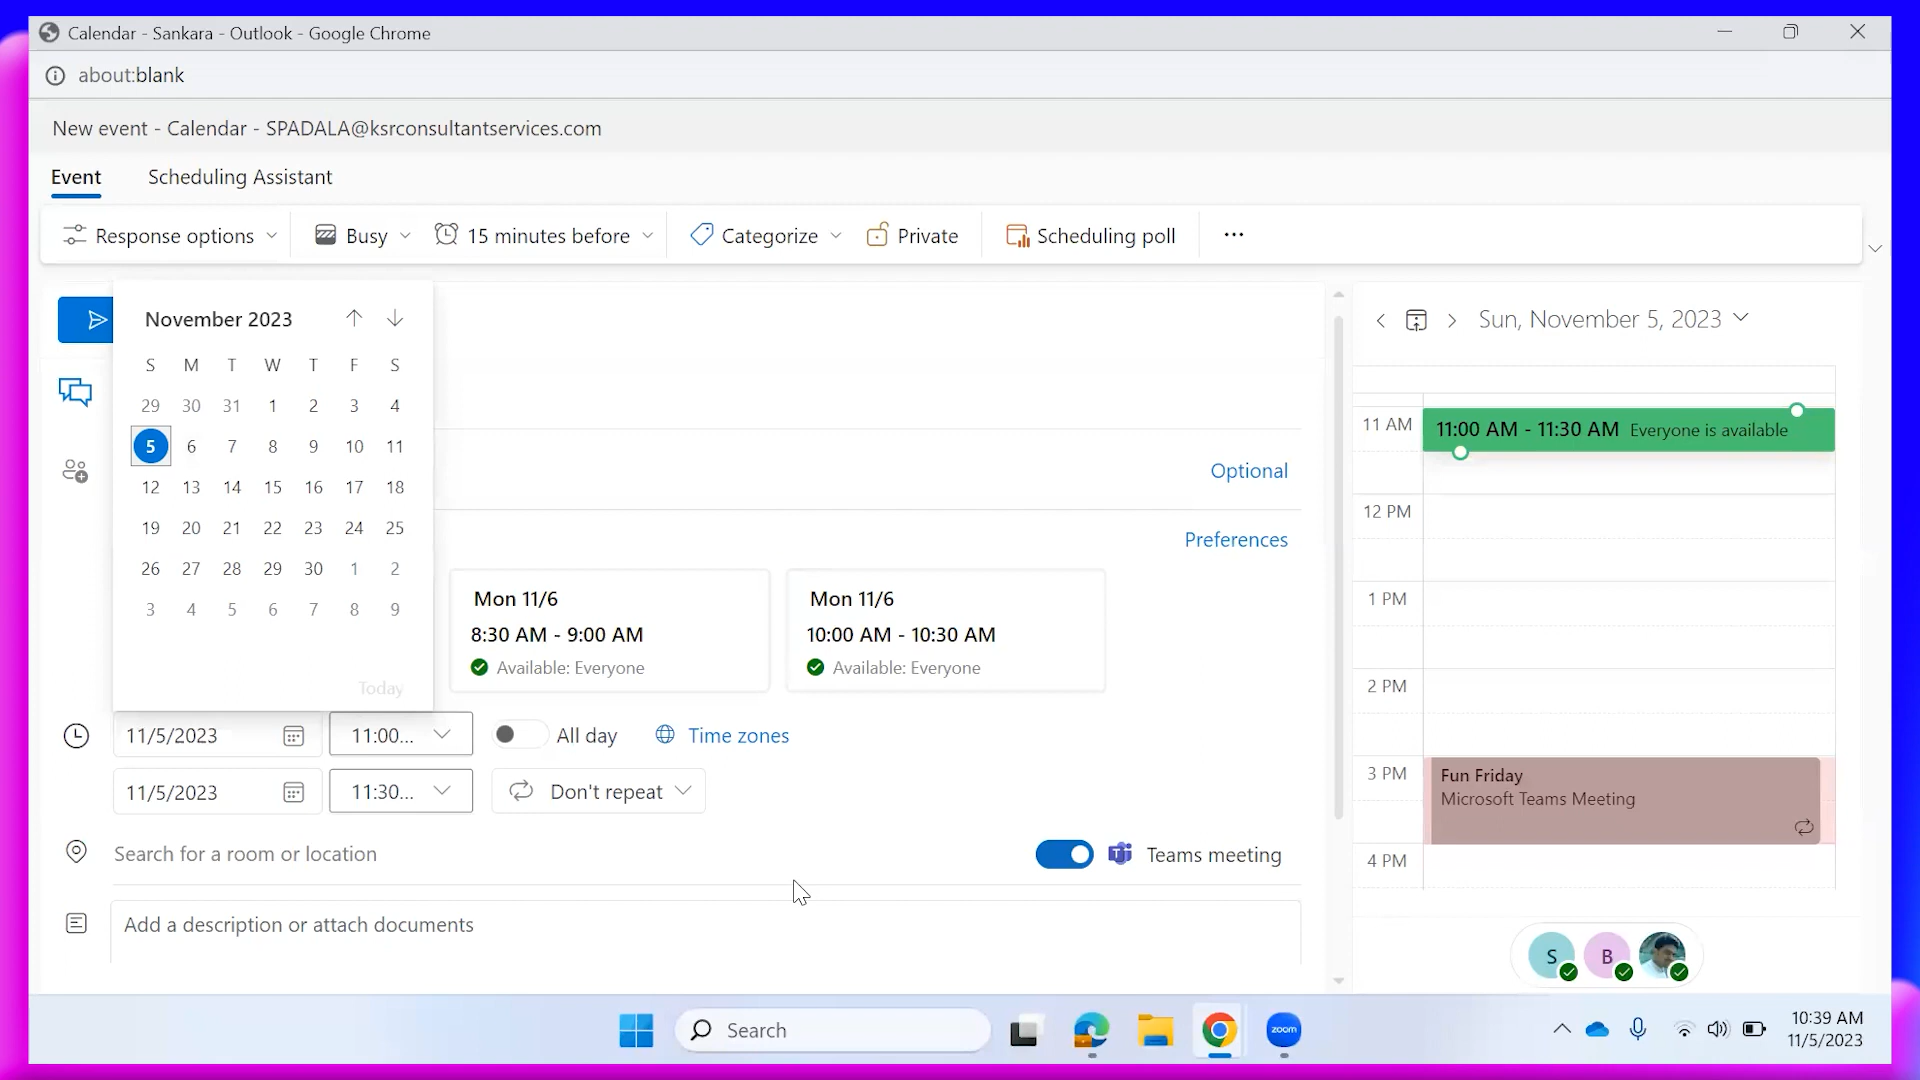 Calendar - Sankara - Outlook - Google Chrome
about:blank
New event - Calendar - SPADALA@ksrconsultantservices.com
Event Scheduling Assistant
Response options Busy 15 minutes before Categorize Private Scheduling poll ...
November 2023
S M T W T F S
29 30 31 1 2 3 4
5 6 7 8 9 10 11
12 13 14 15 16 17 18
19 20 21 22 23 24 25
26 27 28 29 30 1 2
3 4 5 6 7 8 9
Today
Optional
Preferences
Mon 11/6
8:30 AM - 9:00 AM
Available: Everyone
Mon 11/6
10:00 AM - 10:30 AM
Available: Everyone
11/5/2023 11:00... All day Time zones
11/5/2023 11:30... Don't repeat
Search for a room or location Teams meeting
Add a description or attach documents
Sun, November 5, 2023
11 AM
11:00 AM - 11:30 AM Everyone is available
12 PM
1 PM
2 PM
3 PM
Fun Friday
Microsoft Teams Meeting
4 PM
S B
Search
zoom
10:39 AM
11/5/2023